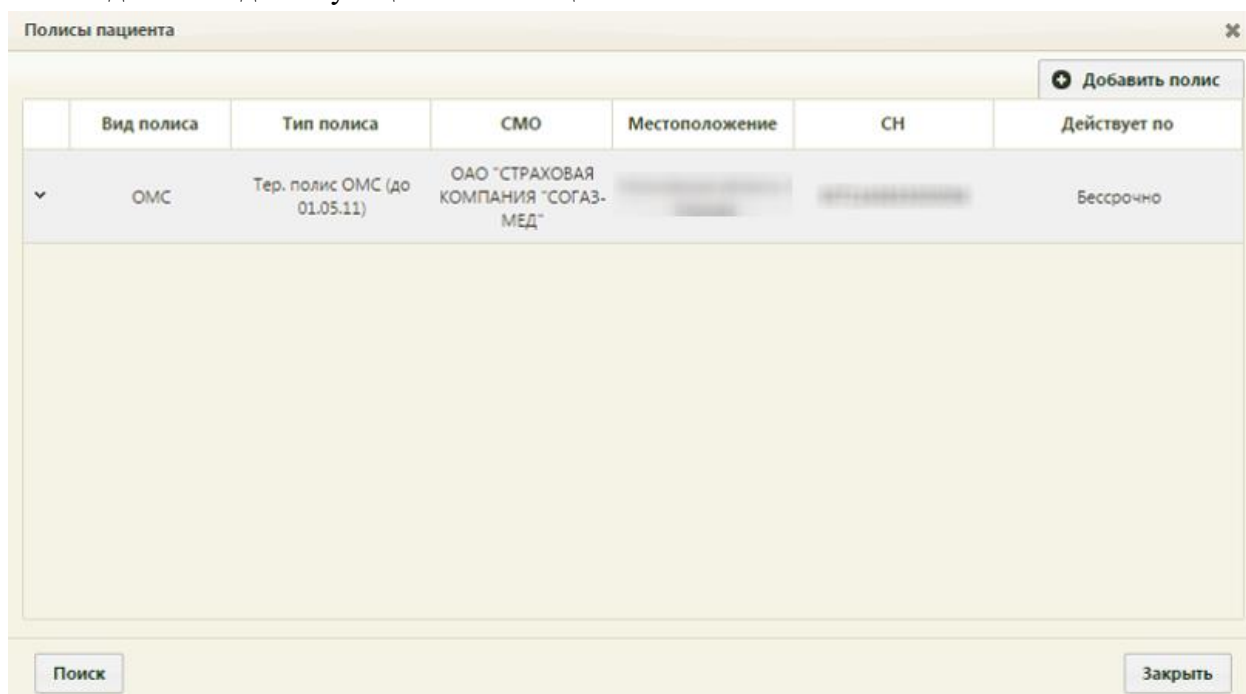 Полисы пациента
Добавить полис
Вид полиса Тип полиса СМО Местоположение СН Действует по
ОМС
Тер. полис ОМС (до
01.05.11)
ОАО "СТРАХОВАЯ
КОМПАНИЯ "СОГАЗ-
МЕД"
Бессрочно
Поиск
Закрыть